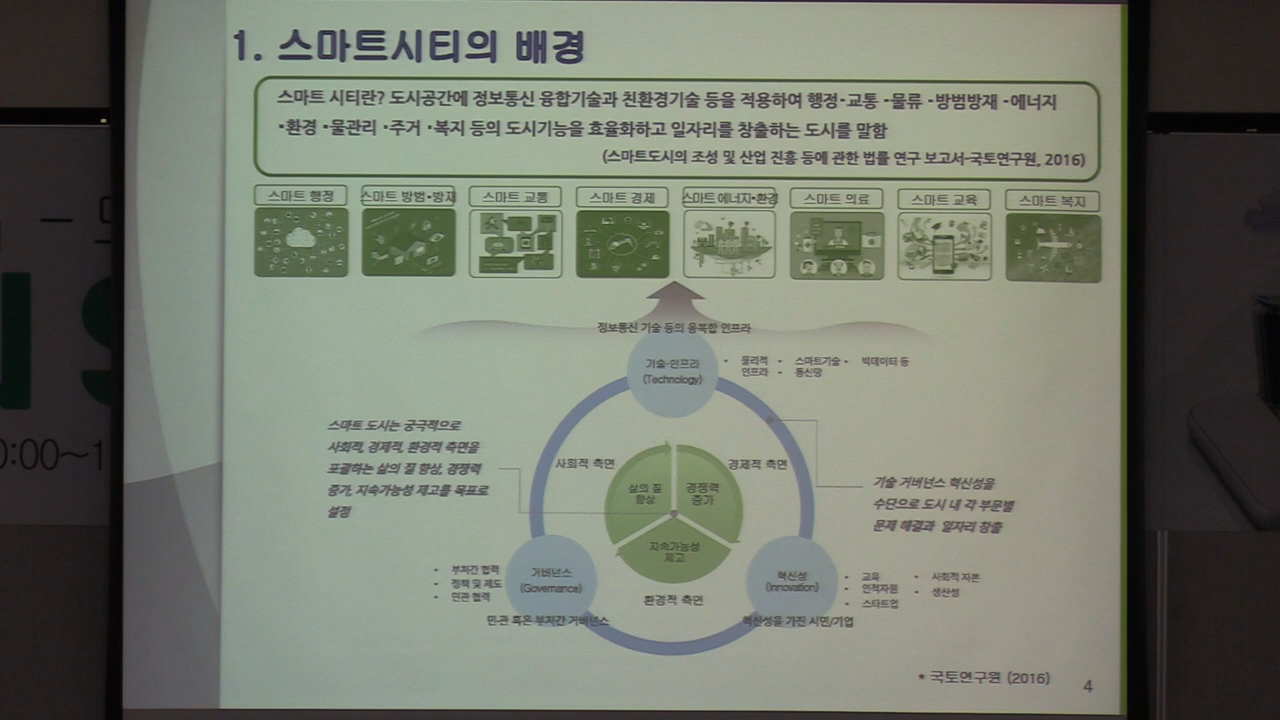 1. 스마트시티의 배경
스마트 시티란? 도시공간에 정보통신 융합기술과 친환경기술 등을 적용하여 행정·교통 ·물류 ·방범방재 ·에너지
·환경 ·물관리 ·주거 ·복지 등의 도시기능을 효율화하고 일자리를 창출하는 도시를 말함
(스마트도시의 조성 및 산업 진흥 등에 관한 법률 연구 보고서-국토연구원, 2016)
스마트 행정
스마트 방범·방재
스마트 교통
스마트 경제
스마트 에너지·환경
스마트 의료
스마트 교육
스마트 복지
정보통신 기술 등의 융복합 인프라
기술·인프라
(Technology)
• 물리적
인프라
• 스마트기술
• 통신망
• 빅데이터 등
스마트 도시는 궁극적으로
사회적, 경제적, 환경적 측면을
포괄하는 삶의 질 향상, 경쟁력
증가, 지속가능성 제고를 목표로
설정
사회적 측면
경제적 측면
삶의 질
향상
경쟁력
증가
지속가능성
제고
환경적 측면
기술 거버넌스 혁신성을
수단으로 도시 내 각 부문별
문제 해결과 일자리 창출
• 부처간 협력
• 정책 및 제도
• 민관 협력
거버넌스
(Governance)
민·관 혹은 부처간 거버넌스
혁신성
(Innovation)
혁신성을 가진 시민/기업
• 교육
• 인적자원
• 스타트업
• 사회적 자본
• 생산성
* 국토연구원 (2016)
4
0:00~1